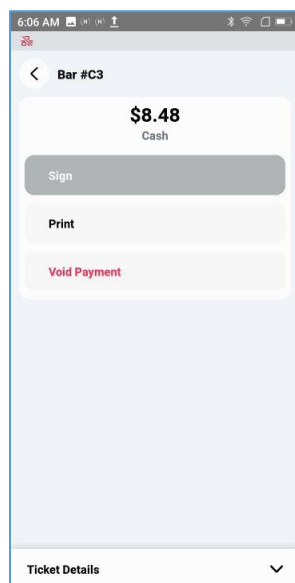 6:06 AM
Bar #C3
$8.48
Cash
Sign
Print
Void Payment
Ticket Details